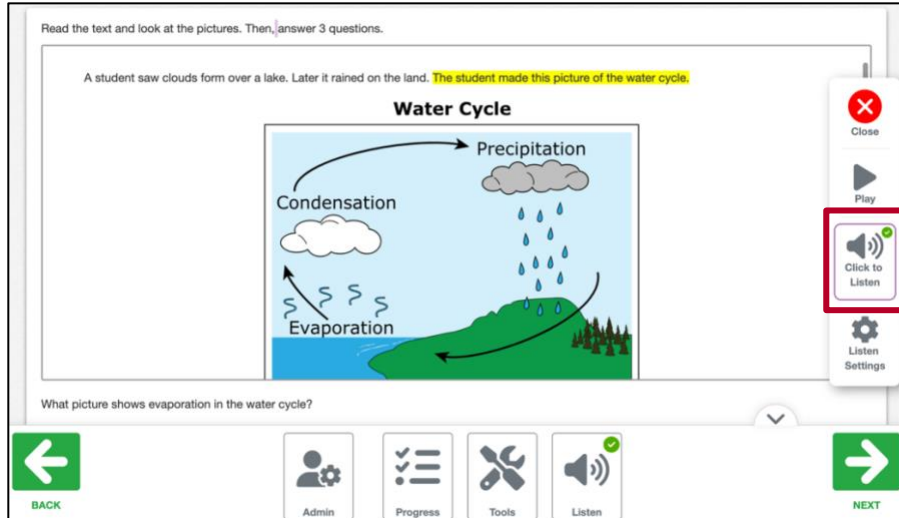 Read the text and look at the pictures. Then, answer 3 questions.
A student saw clouds form over a lake. Later it rained on the land. The student made this picture of the water cycle.
Water Cycle
Precipitation
Condensation
Evaporation
What picture shows evaporation in the water cycle?
Close
Play
Click to
Listen
Listen
Settings
BACK
Admin
Progress
Tools
Listen
NEXT